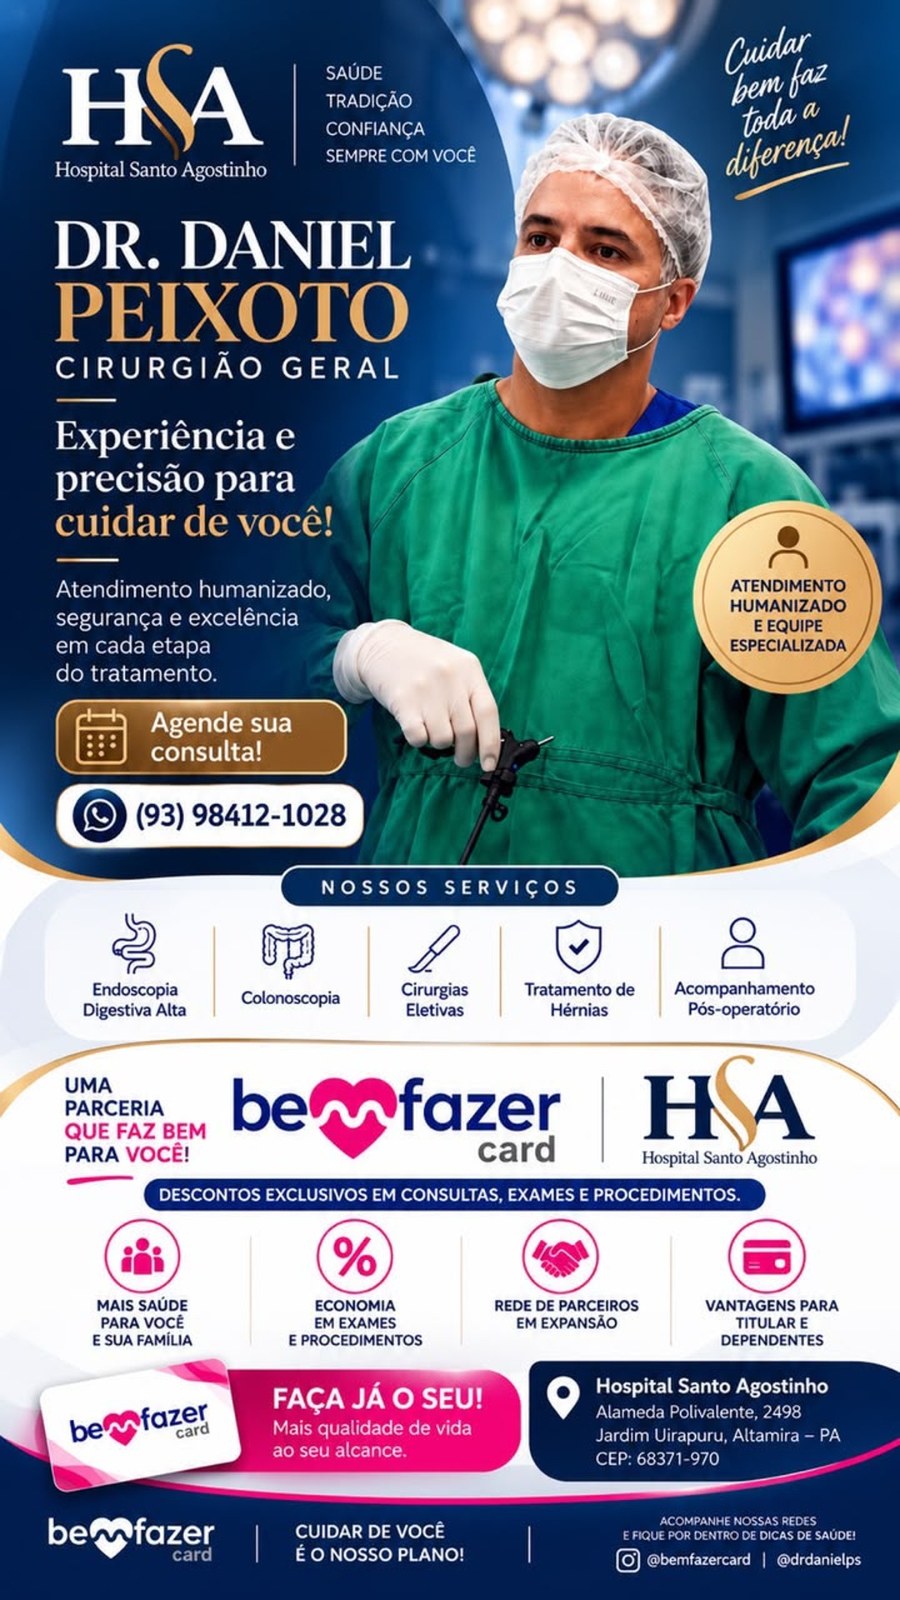 HSA
Hospital Santo Agostinho
SAÚDE
TRADIÇÃO
CONFIANÇA
SEMPRE COM VOCÊ
Cuidar
bem faz
toda a
diferença!
DR. DANIEL
PEIXOTO
CIRURGIÃO GERAL
Experiência e
precisão para
cuidar de você!
Atendimento humanizado,
segurança e excelência
em cada etapa
do tratamento.
ATENDIMENTO
HUMANIZADO
E EQUIPE
ESPECIALIZADA
Agende sua
consulta!
(93) 98412-1028
NOSSOS SERVIÇOS
Endoscopia
Digestiva Alta
Colonoscopia
Cirurgias
Eletivas
Tratamento de
Hérnias
Acompanhamento
Pós-operatório
UMA
PARCERIA
QUE FAZ BEM
PARA VOCÊ!
bemfazer
card
HSA
Hospital Santo Agostinho
DESCONTOS EXCLUSIVOS EM CONSULTAS, EXAMES E PROCEDIMENTOS.
MAIS SAÚDE
PARA VOCÊ
E SUA FAMÍLIA
%
ECONOMIA
EM EXAMES
E PROCEDIMENTOS
REDE DE PARCEIROS
EM EXPANSÃO
VANTAGENS PARA
TITULAR E
DEPENDENTES
bemfazer
card
FAÇA JÁ O SEU!
Mais qualidade de vida
ao seu alcance.
Hospital Santo Agostinho
Alameda Polivalente, 2498
Jardim Uirapuru, Altamira – PA
CEP: 68371-970
bemfazer
card
CUIDAR DE VOCÊ
É O NOSSO PLANO!
ACOMPANHE NOSSAS REDES
E FIQUE POR DENTRO DE DICAS DE SAÚDE!
@bemfazercard | @drdanielps